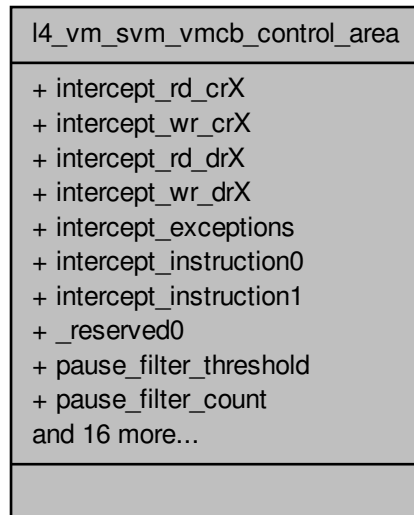 l4_vm_svm_vmcb_control_area
+ intercept_rd_crX
+ intercept_wr_crX
+ intercept_rd_drX
+ intercept_wr_drX
+ intercept_exceptions
+ intercept_instruction0
+ intercept_instruction1
+ _reserved0
+ pause_filter_threshold
+ pause_filter_count
and 16 more...